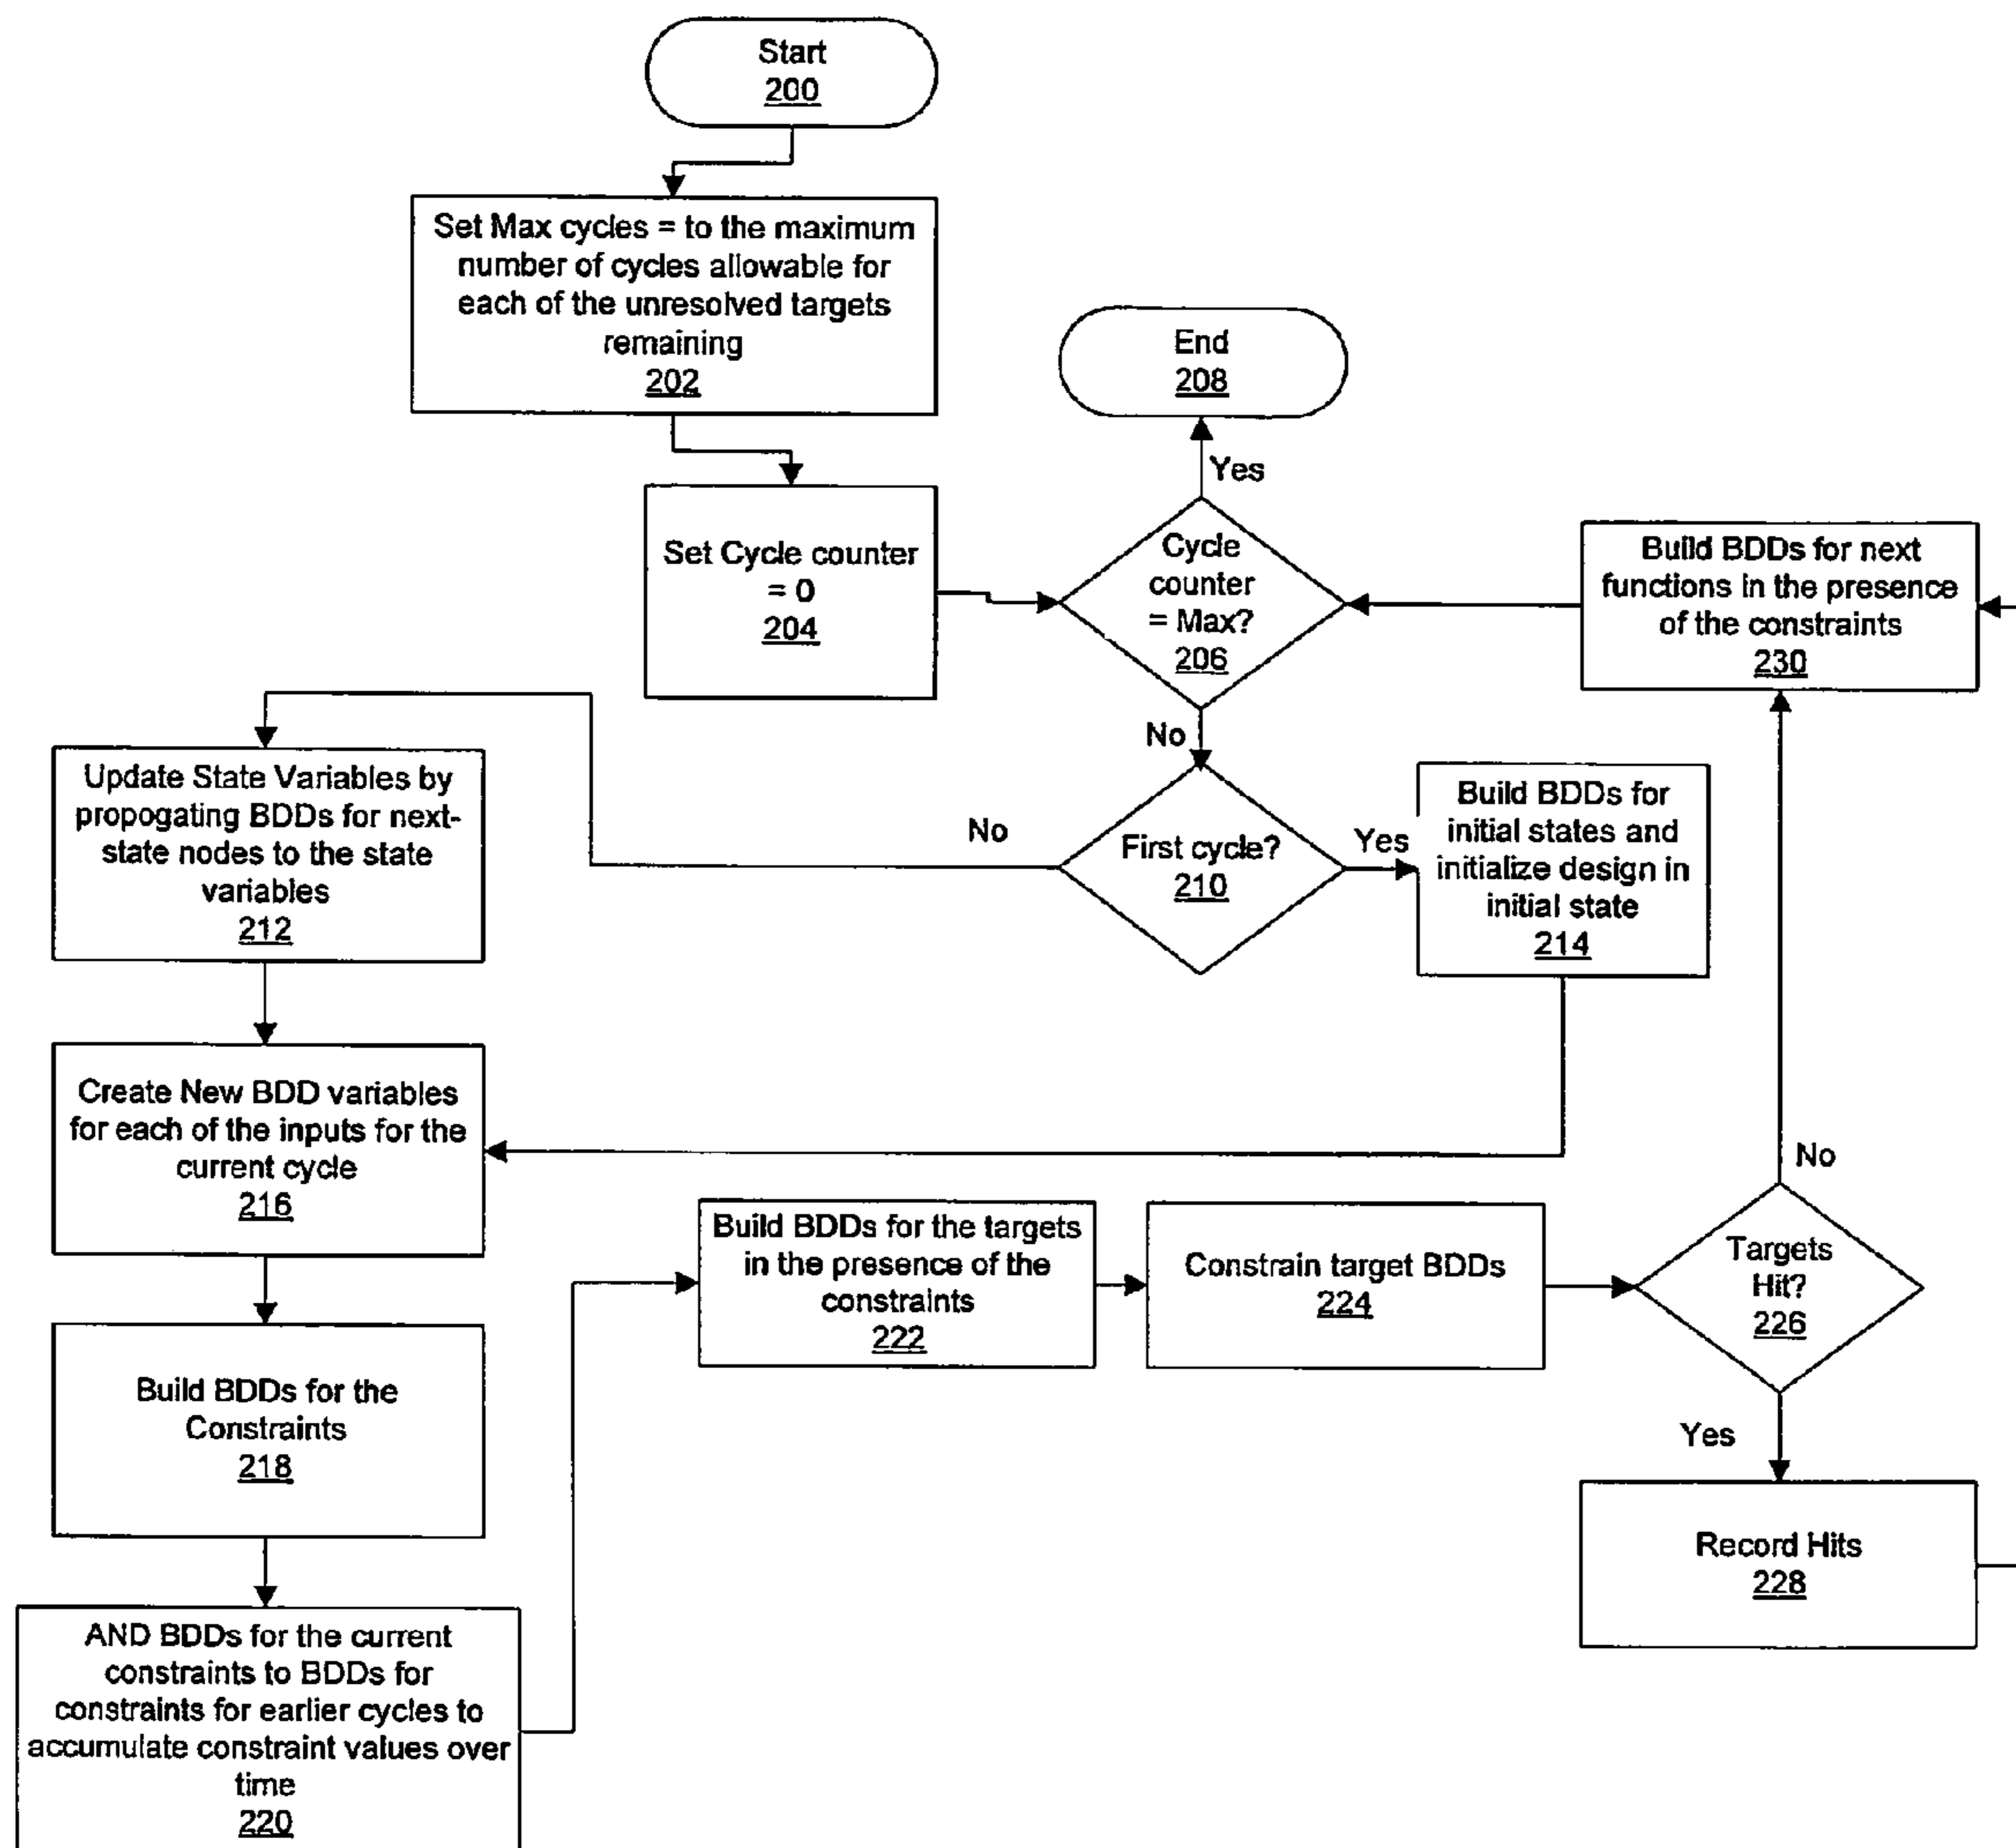 Start
200
Set Max cycles = to the maximum
number of cycles allowable for
each of the unresolved targets
remaining
202
End
208
Yes
Set Cycle counter
= 0
204
Cycle
counter
= Max?
206
Build BDDs for next
functions in the presence
of the constraints
230
No
Update State Variables by
propogating BDDs for next-
state nodes to the state
variables
212
No
First cycle?
210
Yes
Build BDDs for
initial states and
initialize design in
initial state
214
Create New BDD variables
for each of the inputs for the
current cycle
216
No
Build BDDs for the targets
in the presence of the
constraints
222
Constrain target BDDs
224
Targets
Hit?
226
Build BDDs for the
Constraints
218
Yes
Record Hits
228
AND BDDs for the current
constraints to BDDs for
constraints for earlier cycles to
accumulate constraint values over
time
220